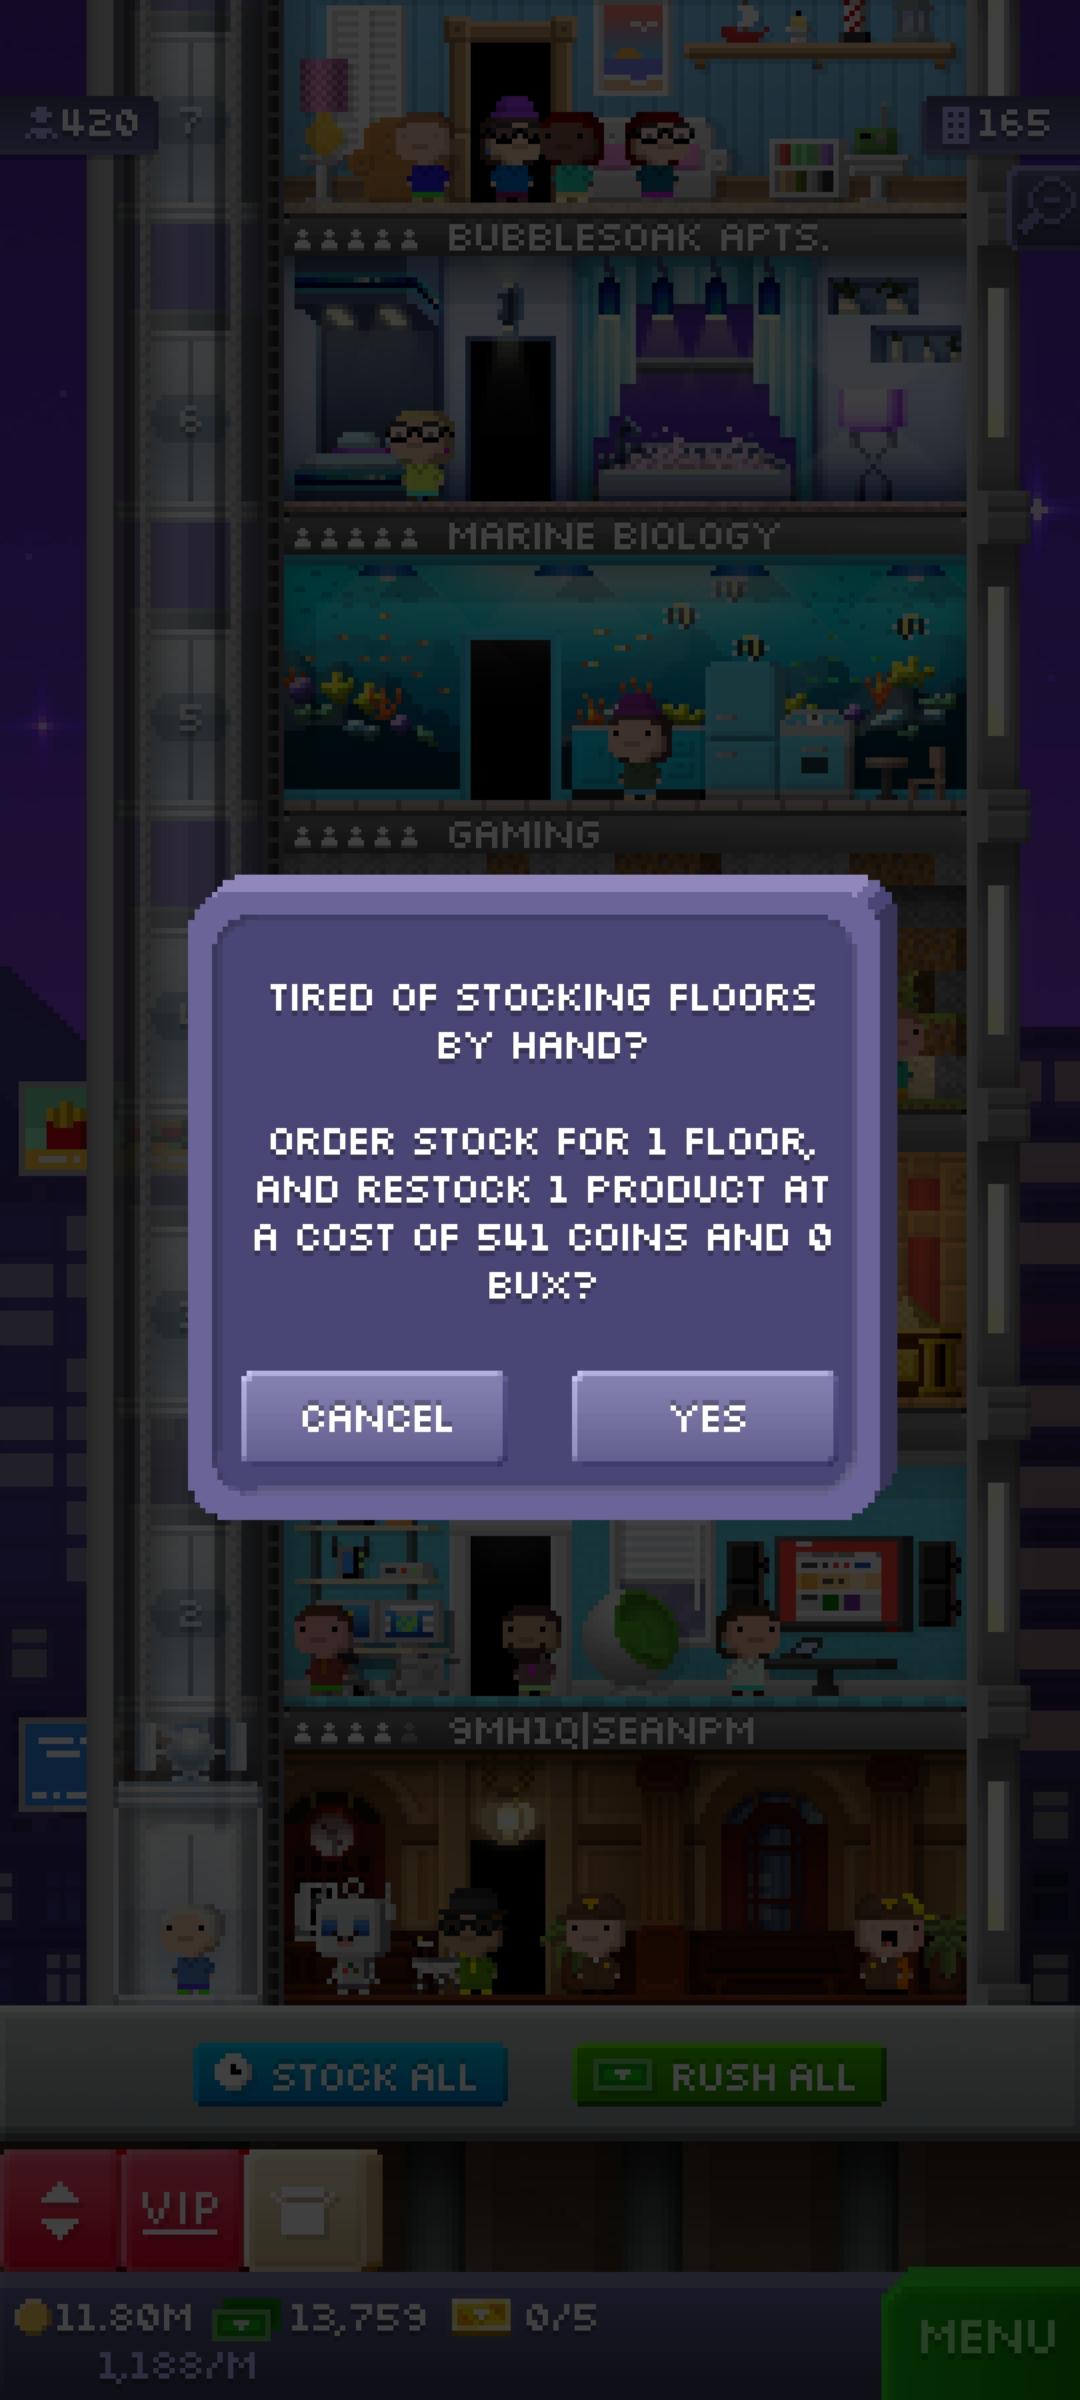 420
7
165
BUBBLESOAK APTS.
6
MARINE BIOLOGY
5
GAMING
TIRED OF STOCKING FLOORS
BY HAND?
ORDER STOCK FOR 1 FLOOR,
AND RESTOCK 1 PRODUCT AT
A COST OF 541 COINS AND 0
BUX?
CANCEL
YES
2
9MH1Q|SEANPM
STOCK ALL
RUSH ALL
VIP
11.80M
13,759
0/5
MENU
1,188/M